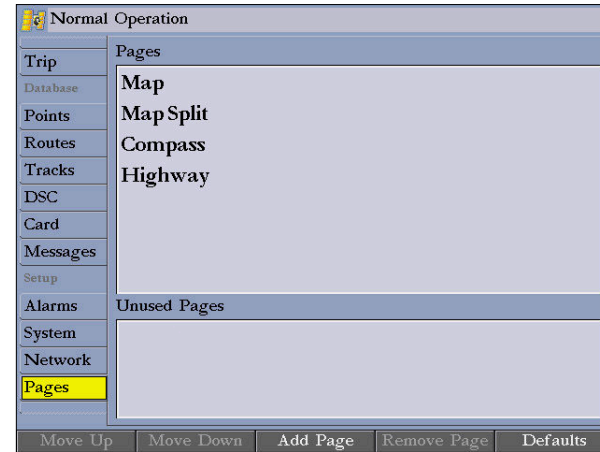 Normal Operation
Trip
Database
Points
Routes
Tracks
DSC
Card
Messages
Setup
Alarms
System
Network
Pages
Pages
Map
Map Split
Compass
Highway
Unused Pages
Move Up
Move Down
Add Page
Remove Page
Defaults